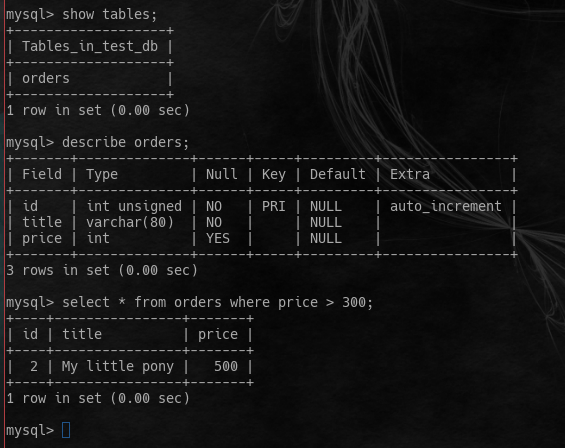 mysql> show tables;
+-------------------+
| Tables_in_test_db |
+-------------------+
| orders            |
+-------------------+
1 row in set (0.00 sec)
mysql> describe orders;
+-------+--------------+------+-----+---------+----------------+
| Field | Type         | Null | Key | Default | Extra          |
+-------+--------------+------+-----+---------+----------------+
| id    | int unsigned | NO   | PRI | NULL    | auto_increment |
| title | varchar(80)  | NO   |     | NULL    |                |
| price | int          | YES  |     | NULL    |                |
+-------+--------------+------+-----+---------+----------------+
3 rows in set (0.00 sec)
mysql> select * from orders where price > 300;
+----+----------------+-------+
| id | title          | price |
+----+----------------+-------+
|  2 | My little pony |   500 |
+----+----------------+-------+
1 row in set (0.00 sec)
mysql>